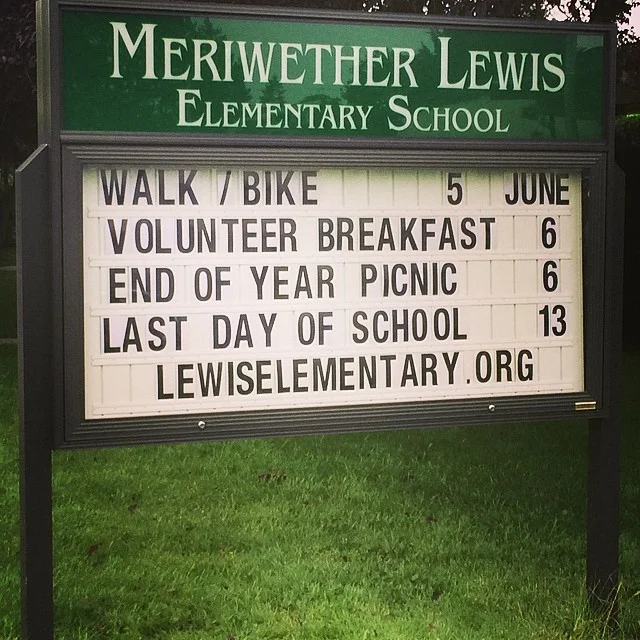 MERIWETHER LEWIS
ELEMENTARY SCHOOL
WALK / BIKE 5 JUNE
VOLUNTEER BREAKFAST 6
END OF YEAR PICNIC 6
LAST DAY OF SCHOOL 13
LEWISELEMENTARY.ORG